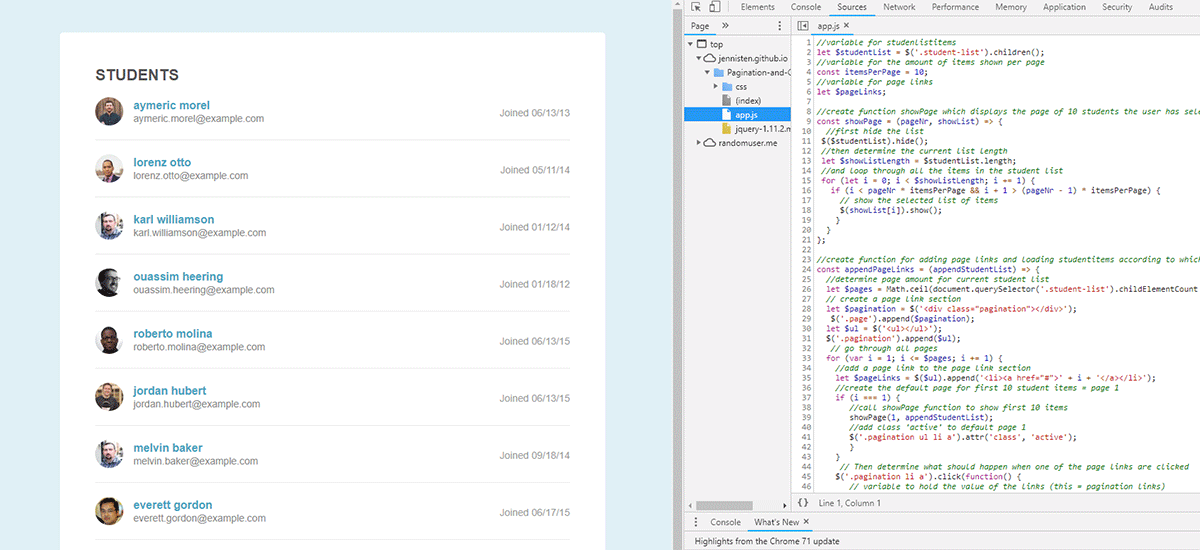 STUDENTS
aymeric morel
aymeric.morel@example.com
Joined 06/13/13
lorenz otto
lorenz.otto@example.com
Joined 05/11/14
karl williamson
karl.williamson@example.com
Joined 01/12/14
ouassim heering
ouassim.heering@example.com
Joined 01/18/12
roberto molina
roberto.molina@example.com
Joined 06/13/15
jordan hubert
jordan.hubert@example.com
Joined 06/13/15
melvin baker
melvin.baker@example.com
Joined 09/18/14
everett gordon
everett.gordon@example.com
Joined 06/17/15
Elements Console Sources Network Performance Memory Application Security Audits
Page »
top
jennisten.github.io
Pagination-and-C
css
(index)
app.js
jquery-1.11.2.m
randomuser.me
app.js ×
1 //variable for studenlistitems
2 let $studentList = $('.student-list').children();
3 //variable for the amount of items shown per page
4 const itemsPerPage = 10;
5 //variable for page links
6 let $pageLinks;
7
8 //create function showPage which displays the page of 10 students the user has sele
9 const showPage = (pageNr, showList) => {
10 //first hide the list
11 $($studentList).hide();
12 //then determine the current list length
13 let $showListLength = $studentList.length;
14 //and loop through all the items in the student list
15 for (let i = 0; i < $showListLength; i += 1) {
16 if (i < pageNr * itemsPerPage && i + 1 > (pageNr - 1) * itemsPerPage) {
17 // show the selected list of items
18 $(showList[i]).show();
19 }
20 }
21 };
22
23 //create function for adding page links and loading studentitems according to which
24 const appendPageLinks = (appendStudentList) => {
25 //determine page amount for current student list
26 let $pages = Math.ceil(document.querySelector('.student-list').childElementCount
27 // create a page link section
28 let $pagination = $('<div class="pagination"></div>');
29 $('.page').append($pagination);
30 let $ul = $('<ul></ul>');
31 $('.pagination').append($ul);
32 // go through all pages
33 for (var i = 1; i <= $pages; i += 1) {
34 //add a page link to the page link section
35 let $pageLinks = $($ul).append('<li><a href="#">' + i + '</a></li>');
36 //create the default page for first 10 student items = page 1
37 if (i === 1) {
38 //call showPage function to show first 10 items
39 showPage(1, appendStudentList);
40 //add class 'active' to default page 1
41 $('.pagination ul li a').attr('class', 'active');
42 }
43 }
44 // Then determine what should happen when one of the page links are clicked
45 $('.pagination li a').click(function() {
46 // variable to hold the value of the links (this = pagination links)
{} Line 1, Column 1
Console What's New ×
Highlights from the Chrome 71 update